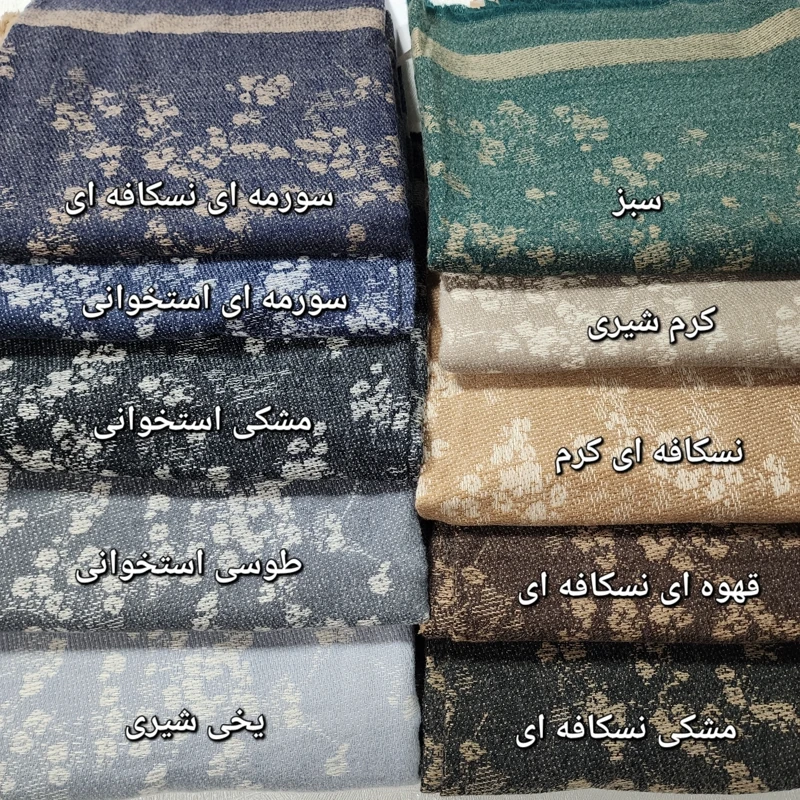 سبز
کرم شیری
نسکافه ای کرم
قهوه ای نسکافه ای
مشکی نسکافه ای
سورمه ای نسکافه ای
سورمه ای استخوانی
مشکی استخوانی
طوسی استخوانی
یخی شیری